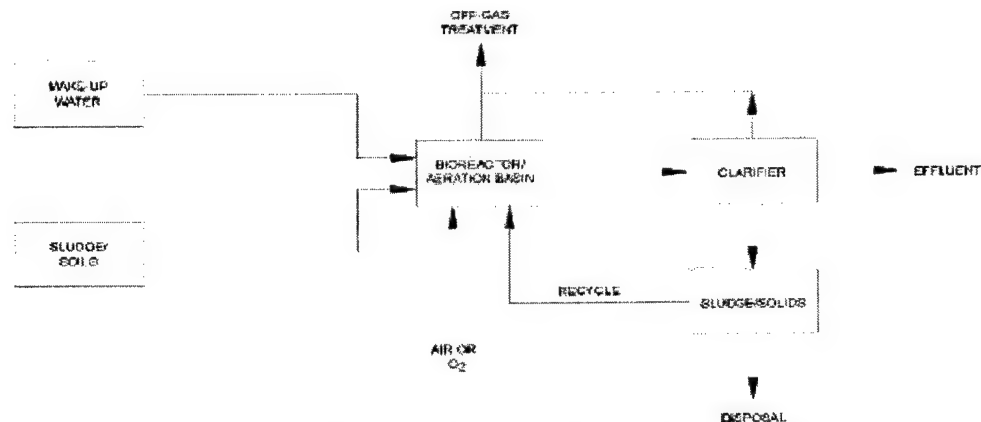 OFF-GAS
TREATMENT
MAKE-UP
WATER
BIOREACTOR/
AERATION BASIN
CLARIFIER
EFFLUENT
SLUDGE/
SOILS
RECYCLE
SLUDGE/SOLIDS
AIR OR
O2
DISPOSAL